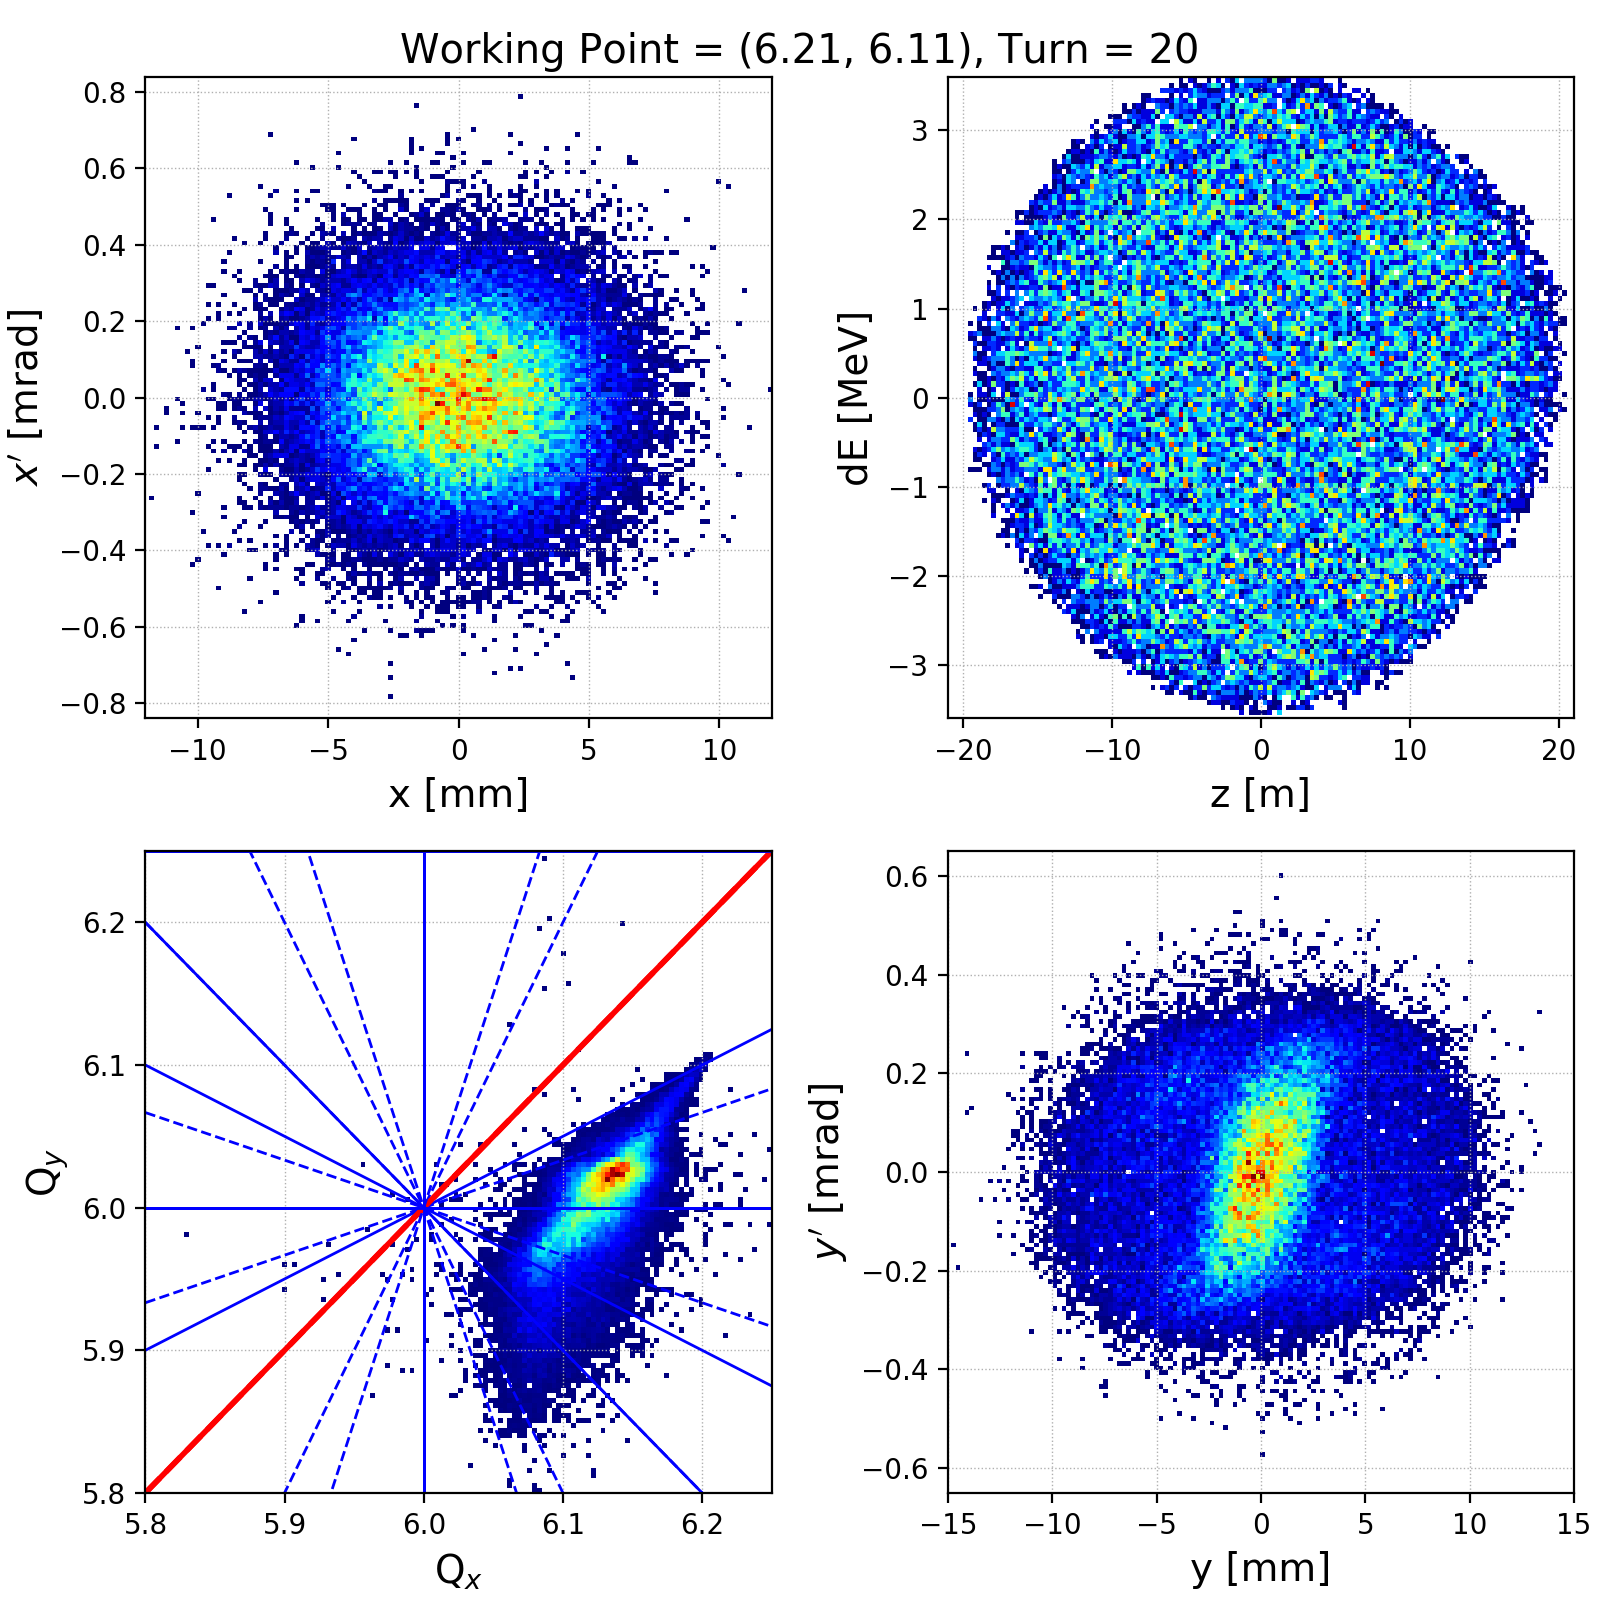 Working Point = (6.21, 6.11), Turn = 20
0.8
0.6
0.4
0.2
0.0
−0.2
−0.4
−0.6
−0.8
x′ [mrad]
−10 −5 0 5 10
x [mm]
3
2
1
0
−1
−2
−3
dE [MeV]
−20 −10 0 10 20
z [m]
6.2
6.1
6.0
5.9
5.8
Qy
5.8 5.9 6.0 6.1 6.2
Qx
0.6
0.4
0.2
0.0
−0.2
−0.4
−0.6
y′ [mrad]
−15 −10 −5 0 5 10 15
y [mm]